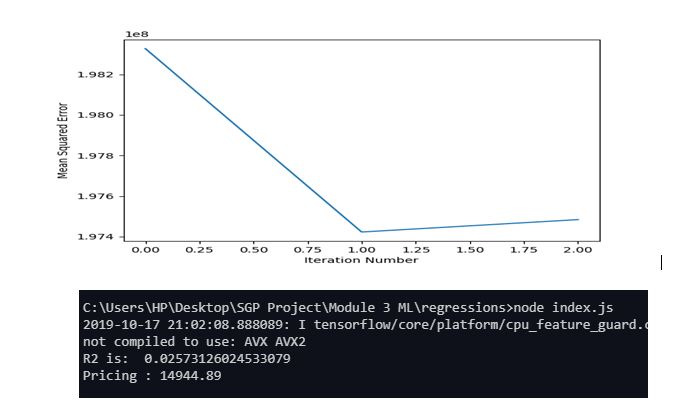 1e8
1.982
1.980
1.978
1.976
1.974
Mean Squared Error
0.00 0.25 0.50 0.75 1.00 1.25 1.50 1.75 2.00
Iteration Number
C:\Users\HP\Desktop\SGP Project\Module 3 ML\regressions>node index.js
2019-10-17 21:02:08.888089: I tensorflow/core/platform/cpu_feature_guard.c
not compiled to use: AVX AVX2
R2 is:  0.02573126024533079
Pricing : 14944.89